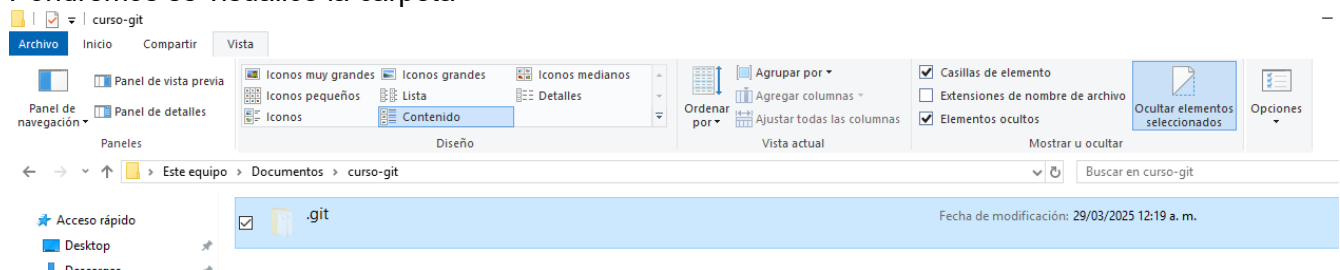 curso-git
Archivo Inicio Compartir Vista
Panel de navegación
Panel de vista previa
Panel de detalles
Paneles
Iconos muy grandes Iconos grandes Iconos medianos
Iconos pequeños Lista Detalles
Iconos Contenido
Diseño
Ordenar por
Agrupar por
Agregar columnas
Ajustar todas las columnas
Vista actual
Casillas de elemento
Extensiones de nombre de archivo
Elementos ocultos
Ocultar elementos seleccionados
Mostrar u ocultar
Opciones
Este equipo > Documentos > curso-git
Buscar en curso-git
Acceso rápido
Desktop
.git
Fecha de modificación: 29/03/2025 12:19 a. m.